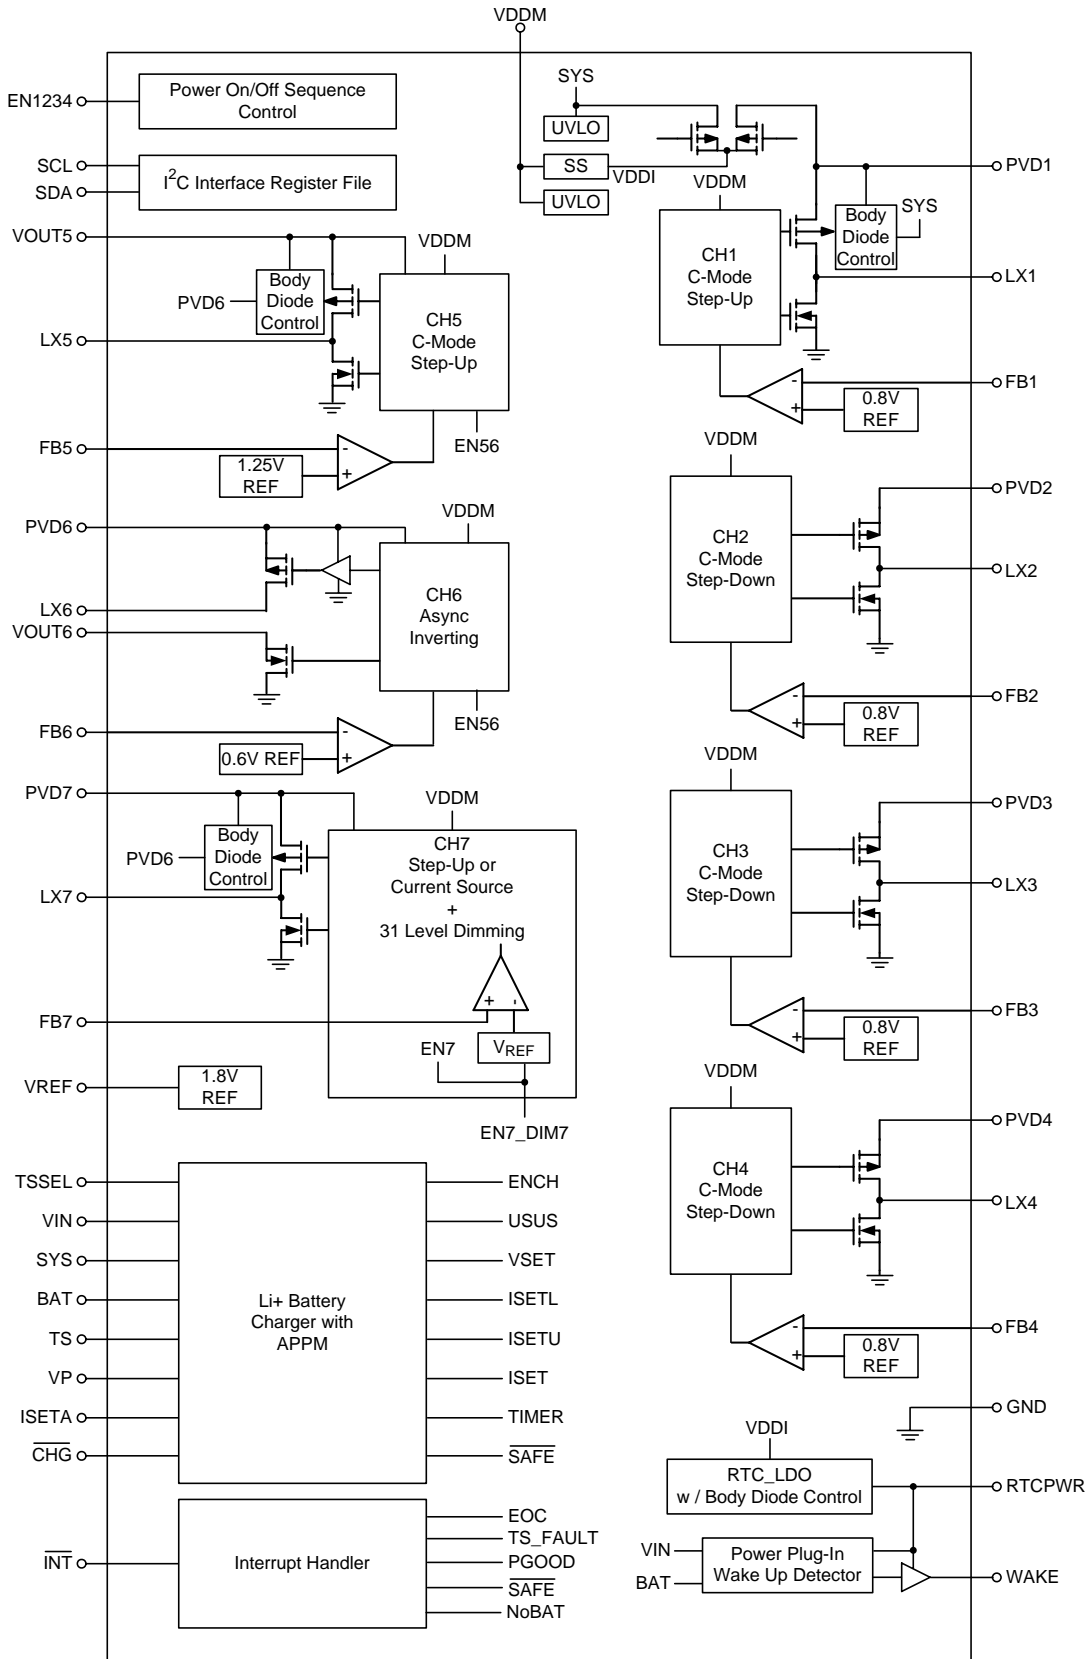 VDDM
EN1234
Power On/Off Sequence
Control
SCL
SDA
I2C Interface Register File
SYS
UVLO
SS
VDDI
UVLO
PVD1
VDDM
CH1
C-Mode
Step-Up
Body
Diode
Control
SYS
LX1
FB1
-
+
0.8V
REF
VOUT5
VDDM
Body
Diode
Control
PVD6
LX5
CH5
C-Mode
Step-Up
EN56
FB5
-
+
1.25V
REF
VDDM
PVD2
CH2
C-Mode
Step-Down
LX2
FB2
-
+
0.8V
REF
PVD6
VDDM
LX6
VOUT6
CH6
Async
Inverting
EN56
FB6
-
+
0.6V REF
VDDM
PVD3
CH3
C-Mode
Step-Down
LX3
FB3
-
+
0.8V
REF
PVD7
VDDM
Body
Diode
Control
PVD6
LX7
CH7
Step-Up or
Current Source
+
31 Level Dimming
+ -
FB7
EN7
VREF
EN7_DIM7
VREF
1.8V
REF
VDDM
PVD4
CH4
C-Mode
Step-Down
LX4
FB4
-
+
0.8V
REF
TSSEL
VIN
SYS
BAT
TS
VP
ISETA
CHG
Li+ Battery
Charger with
APPM
ENCH
USUS
VSET
ISETL
ISETU
ISET
TIMER
SAFE
GND
VDDI
RTC_LDO
w / Body Diode Control
RTCPWR
INT
Interrupt Handler
EOC
TS_FAULT
PGOOD
SAFE
NoBAT
VIN
BAT
Power Plug-In
Wake Up Detector
WAKE